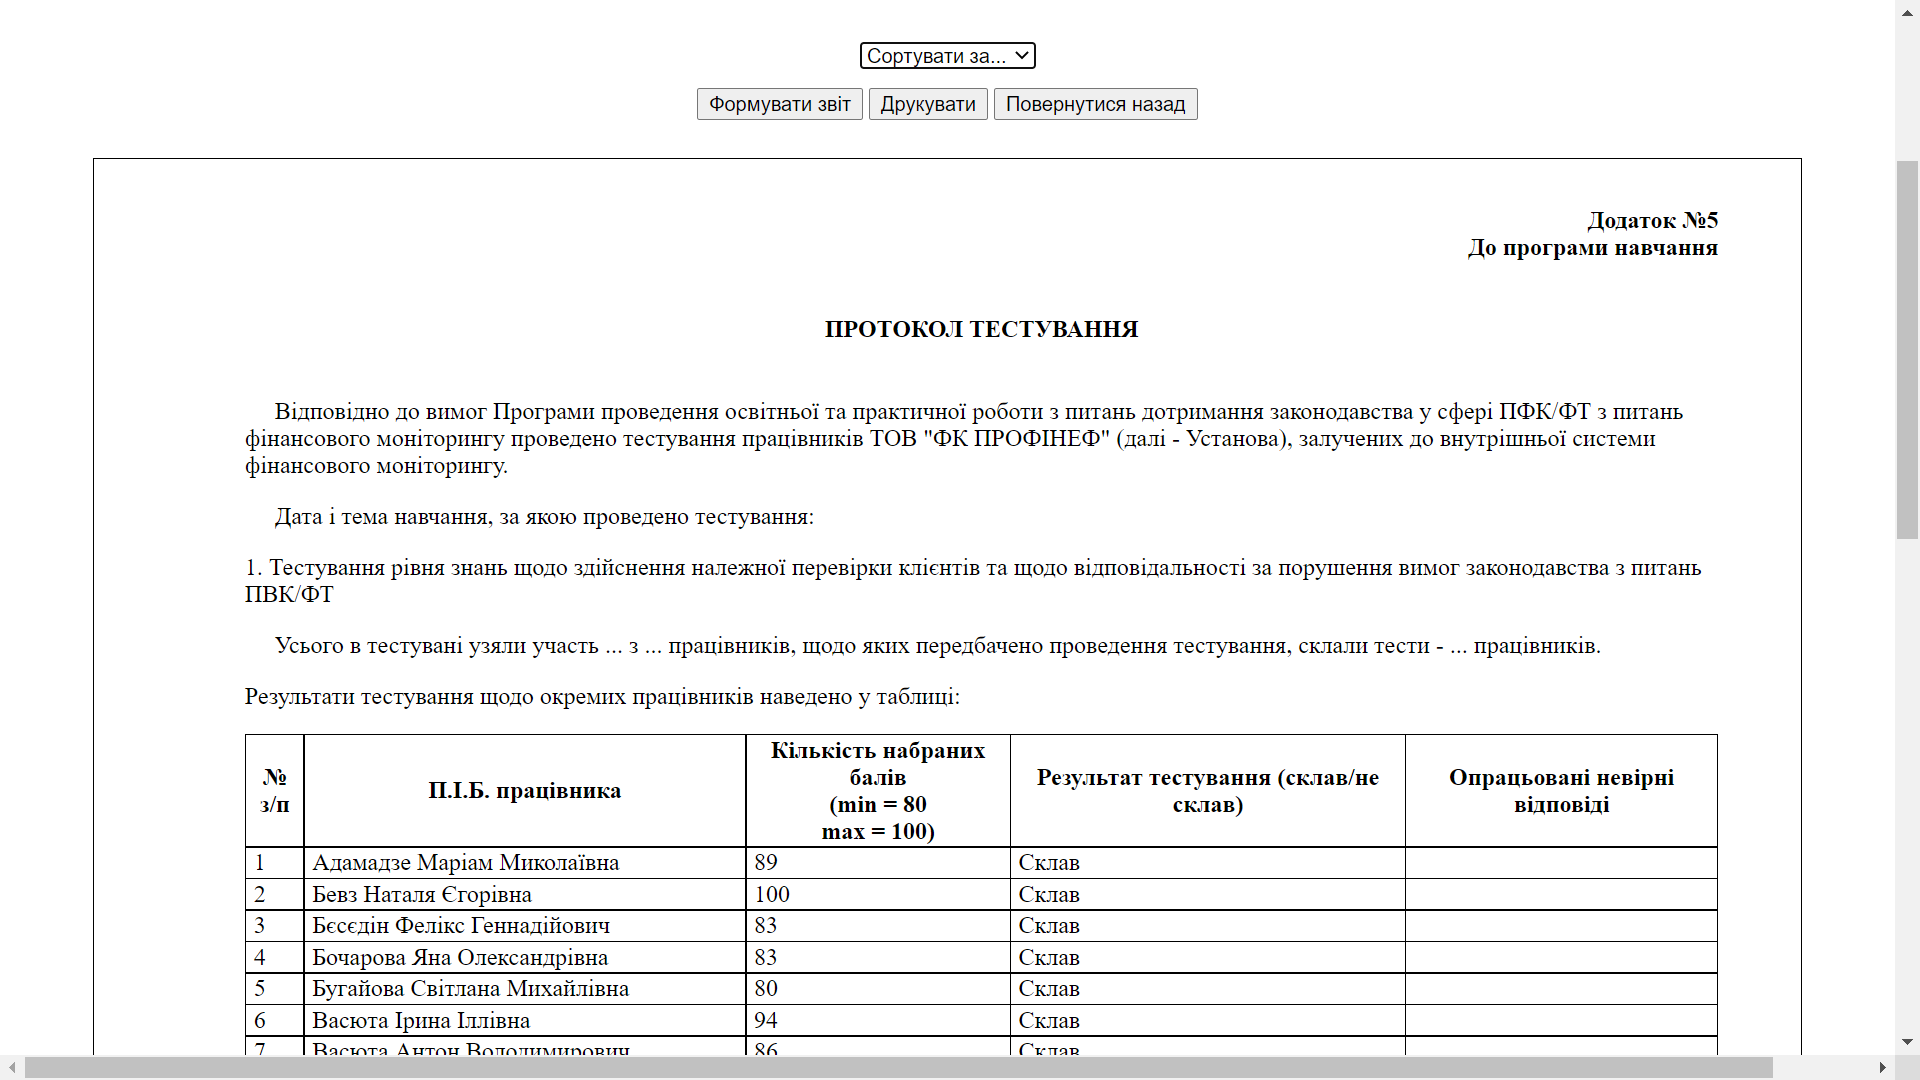 Сортувати за...
Формувати звіт Друкувати Повернутися назад
Додаток №5
До програми навчання
ПРОТОКОЛ ТЕСТУВАННЯ
Відповідно до вимог Програми проведення освітньої та практичної роботи з питань дотримання законодавства у сфері ПФК/ФТ з питань
фінансового моніторингу проведено тестування працівників ТОВ "ФК ПРОФІНЕФ" (далі - Установа), залучених до внутрішньої системи
фінансового моніторингу.
Дата і тема навчання, за якою проведено тестування:
1. Тестування рівня знань щодо здійснення належної перевірки клієнтів та щодо відповідальності за порушення вимог законодавства з питань
ПВК/ФТ
Усього в тестувані узяли участь ... з ... працівників, щодо яких передбачено проведення тестування, склали тести - ... працівників.
Результати тестування щодо окремих працівників наведено у таблиці:
№ з/п П.І.Б. працівника Кількість набраних балів (min = 80 max = 100) Результат тестування (склав/не склав) Опрацьовані невірні відповіді
1 Адамадзе Маріам Миколаївна 89 Склав
2 Бевз Наталя Єгорівна 100 Склав
3 Бєсєдін Фелікс Геннадійович 83 Склав
4 Бочарова Яна Олександрівна 83 Склав
5 Бугайова Світлана Михайлівна 80 Склав
6 Васюта Ірина Іллівна 94 Склав
7 Васюта Антон Володимирович 86 Склав